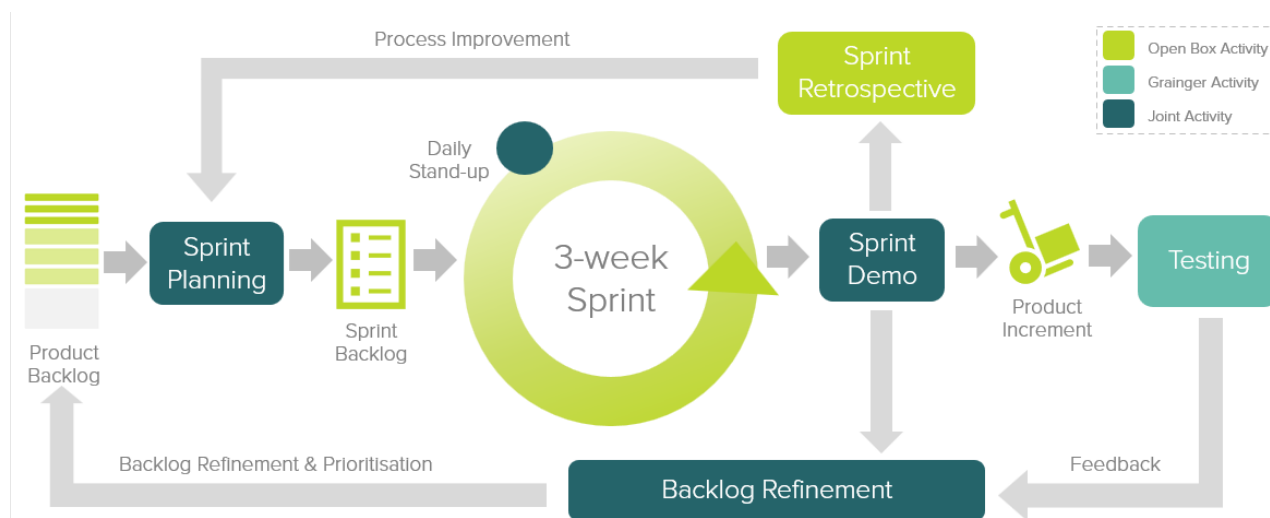 Process Improvement
Sprint
Retrospective
Open Box Activity
Grainger Activity
Joint Activity
Daily
Stand-up
Sprint
Planning
3-week
Sprint
Sprint
Demo
Testing
Product
Backlog
Sprint
Backlog
Product
Increment
Backlog Refinement & Prioritisation
Backlog Refinement
Feedback